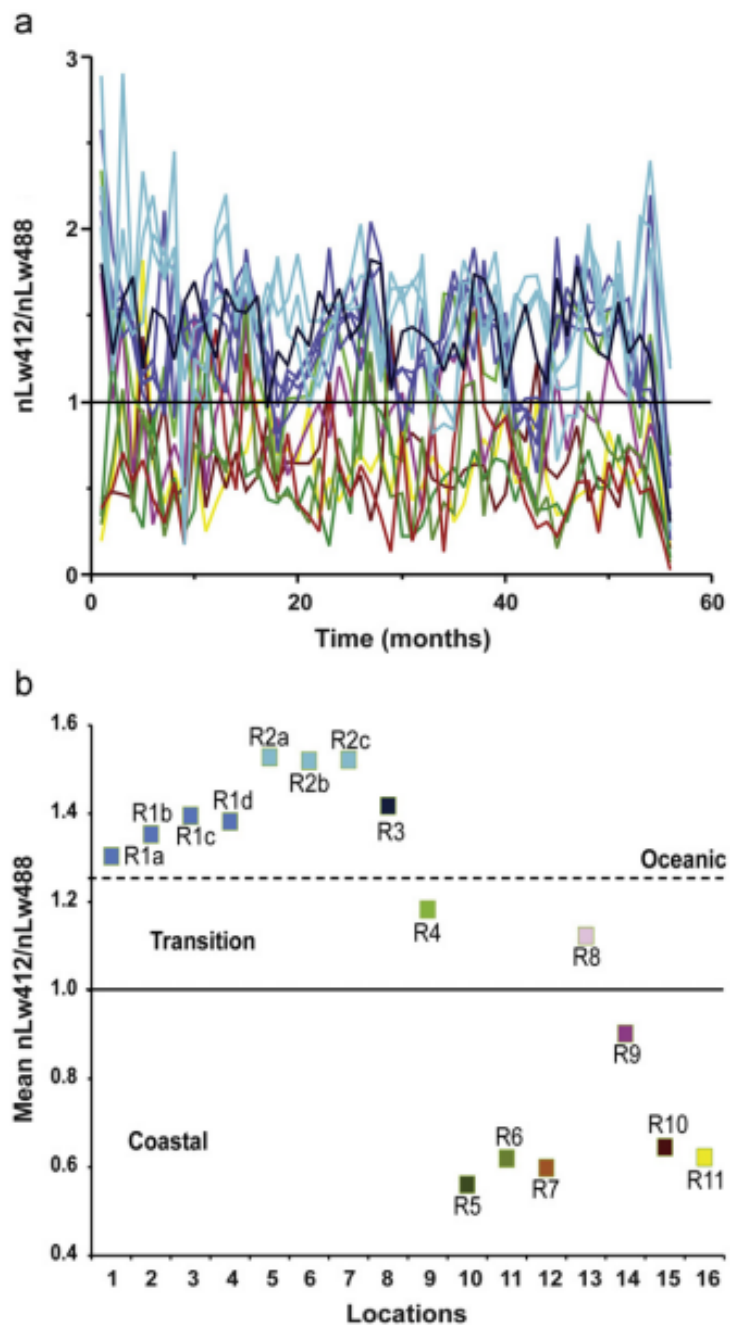 a
3
2
1
0
nLw412/nLw488
0 20 40 60
Time (months)
b
1.6
1.4
1.2
1.0
0.8
0.6
0.4
Mean nLw412/nLw488
R2a R2c
R2b
R1b R1d
R1a R1c
R3
Oceanic
Transition
R4
R8
R9
Coastal
R6
R10
R5
R7
R11
1 2 3 4 5 6 7 8 9 10 11 12 13 14 15 16
Locations